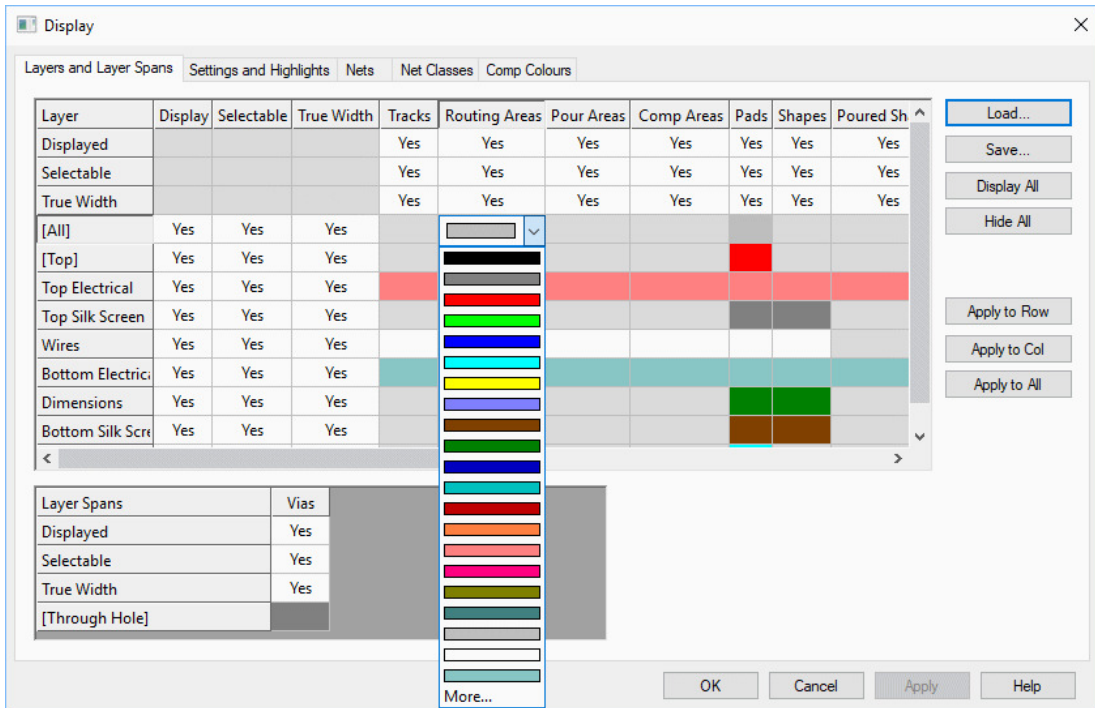 Display
Layers and Layer Spans Settings and Highlights Nets Net Classes Comp Colours
Layer Display Selectable True Width Tracks Routing Areas Pour Areas Comp Areas Pads Shapes Poured Sh
Displayed Yes Yes Yes Yes Yes Yes Yes
Selectable Yes Yes Yes Yes Yes Yes Yes
True Width Yes Yes Yes Yes Yes Yes Yes
[All] Yes Yes Yes
[Top] Yes Yes Yes
Top Electrical Yes Yes Yes
Top Silk Screen Yes Yes Yes
Wires Yes Yes Yes
Bottom Electrica Yes Yes Yes
Dimensions Yes Yes Yes
Bottom Silk Scre Yes Yes Yes
Load...
Save...
Display All
Hide All
Apply to Row
Apply to Col
Apply to All
Layer Spans Vias
Displayed Yes
Selectable Yes
True Width Yes
[Through Hole]
More...
OK Cancel Apply Help